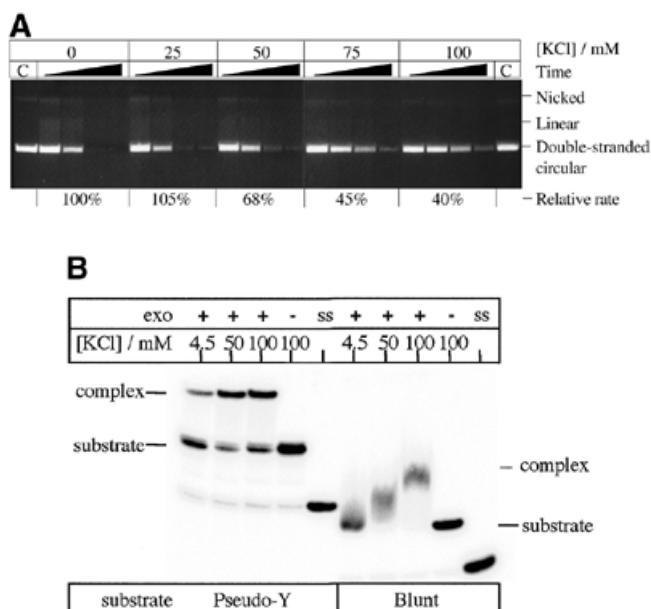 A
0 25 50 75 100 [KCl] / mM
C C Time
Nicked
Linear
Double-stranded
circular
100% 105% 68% 45% 40% Relative rate
B
exo + + + - ss + + + - ss
[KCl] / mM 4.5 50 100 100 4.5 50 100 100
complex
substrate
complex
substrate
substrate Pseudo-Y Blunt